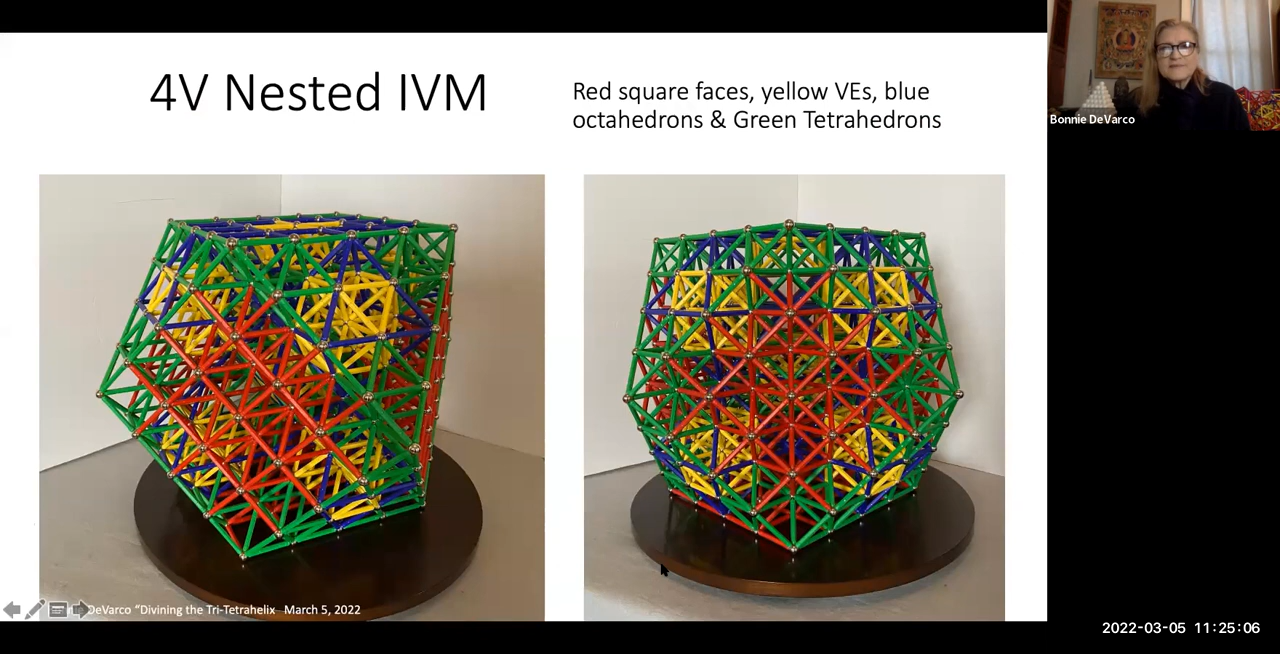 4V Nested IVM
Red square faces, yellow VEs, blue
octahedrons & Green Tetrahedrons
Bonnie DeVarco
DeVarco "Divining the Tri-Tetrahelix March 5, 2022
2022-03-05 11:25:06